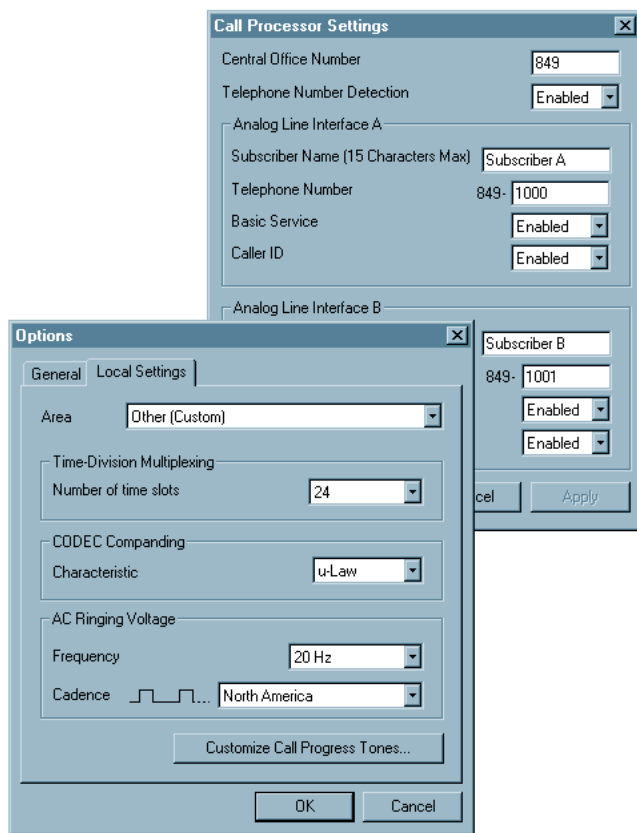 Call Processor Settings
Central Office Number 849
Telephone Number Detection Enabled
Analog Line Interface A
Subscriber Name (15 Characters Max) Subscriber A
Telephone Number 849- 1000
Basic Service Enabled
Caller ID Enabled
Analog Line Interface B
Subscriber B
849- 1001
Enabled
Enabled
cel Apply
Options
General Local Settings
Area Other (Custom)
Time-Division Multiplexing
Number of time slots 24
CODEC Companding
Characteristic u-Law
AC Ringing Voltage
Frequency 20 Hz
Cadence ... North America
Customize Call Progress Tones...
OK Cancel